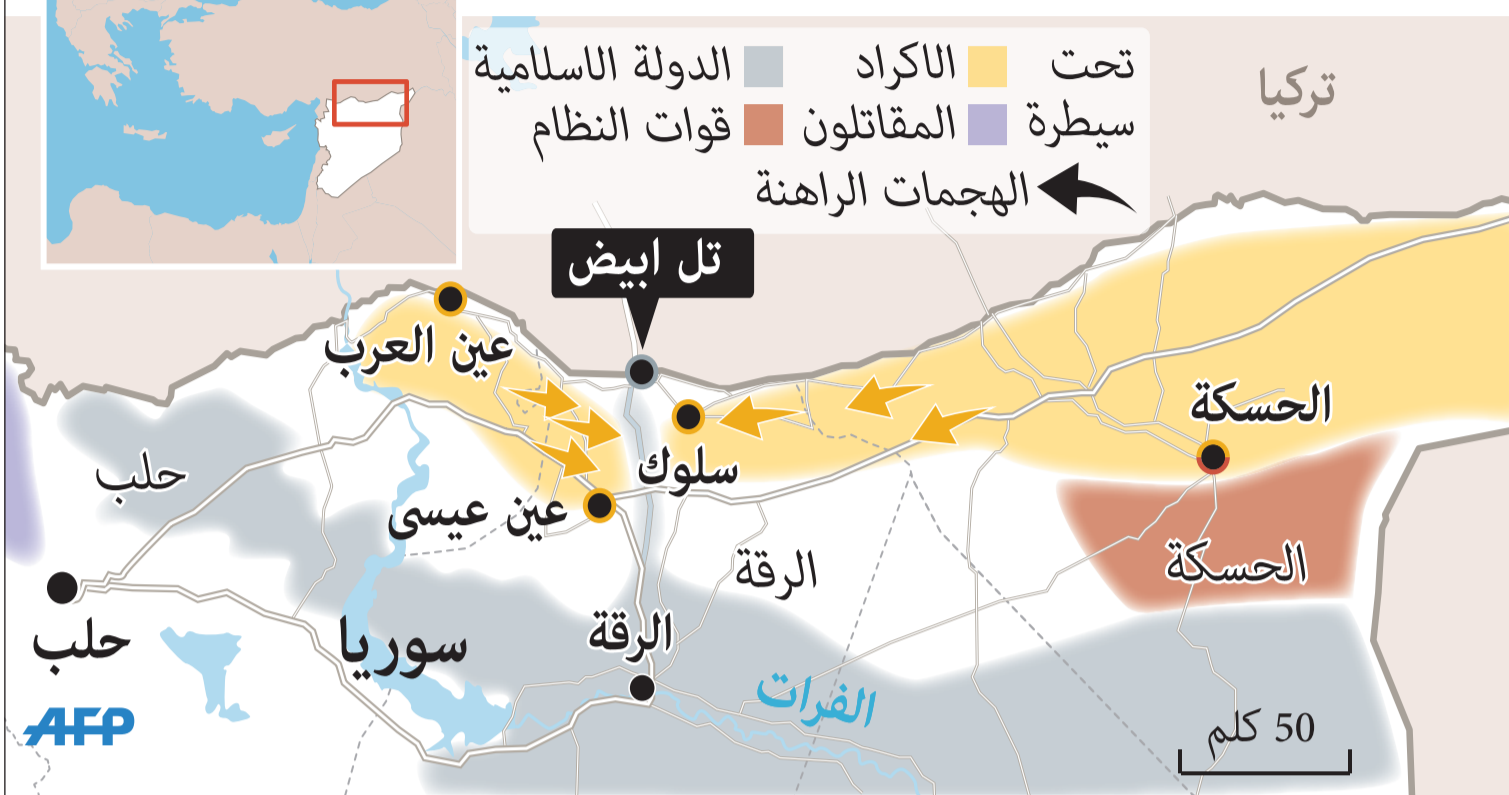 تحت الاكراد الدولة الاسلامية
سيطرة المقاتلون قوات النظام
الهجمات الراهنة
تركيا
تل ابيض
عين العرب
الحسكة
سلوك
حلب
عين عيسى
الرقة
الحسكة
حلب
سوريا
الرقة
الفرات
AFP
50 كلم